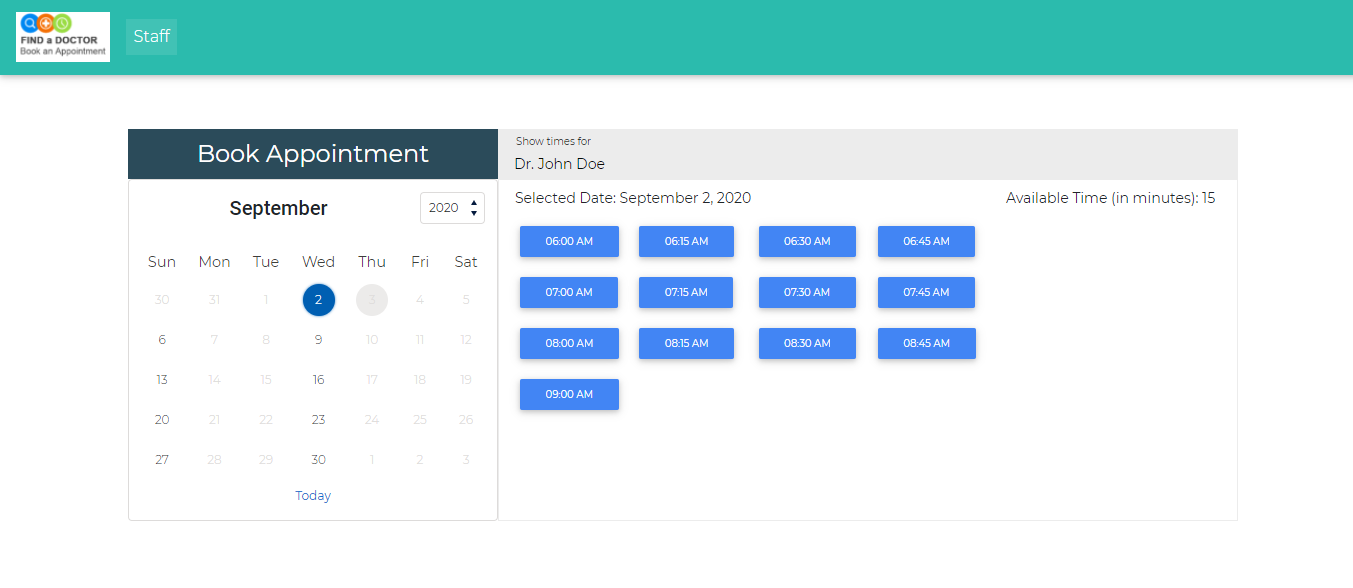 FIND a DOCTOR
Book an Appointment
Staff
Book Appointment
September 2020
Sun Mon Tue Wed Thu Fri Sat
30 31 1 2 3 4 5
6 7 8 9 10 11 12
13 14 15 16 17 18 19
20 21 22 23 24 25 26
27 28 29 30 1 2 3
Today
Show times for
Dr. John Doe
Selected Date: September 2, 2020 Available Time (in minutes): 15
06:00 AM 06:15 AM 06:30 AM 06:45 AM
07:00 AM 07:15 AM 07:30 AM 07:45 AM
08:00 AM 08:15 AM 08:30 AM 08:45 AM
09:00 AM